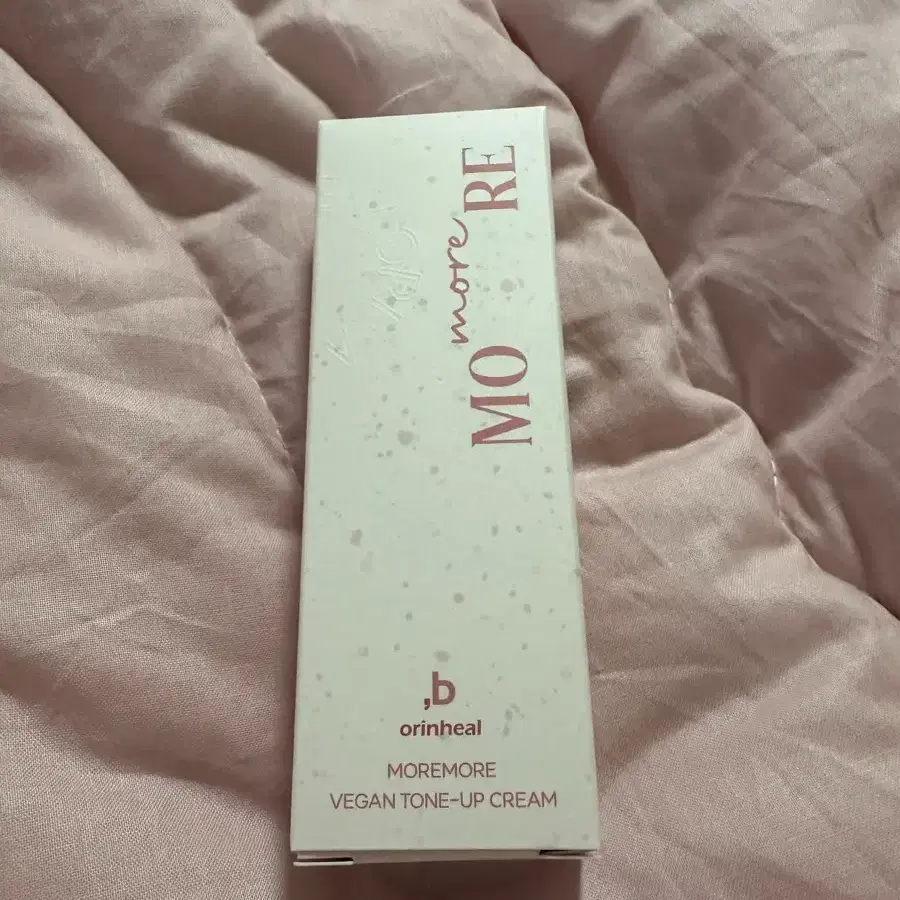 MO more RE
,b
orinheal
MOREMORE
VEGAN TONE-UP CREAM